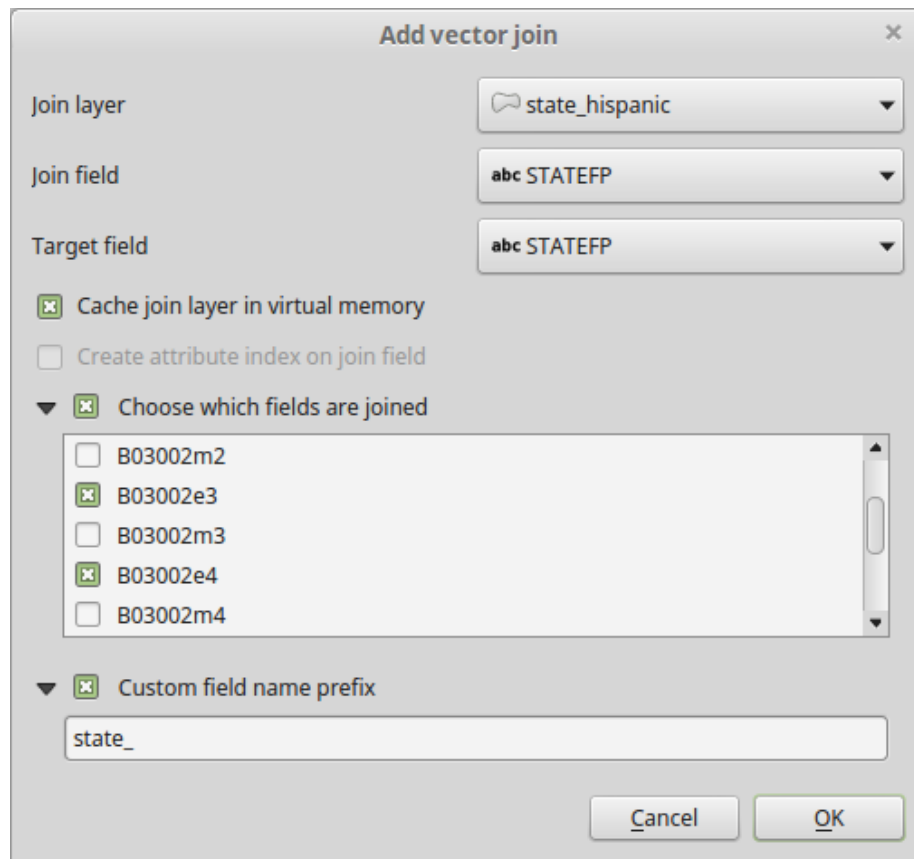 Add vector join
Join layer state_hispanic
Join field abc STATEFP
Target field abc STATEFP
Cache join layer in virtual memory
Create attribute index on join field
Choose which fields are joined
B03002m2
B03002e3
B03002m3
B03002e4
B03002m4
Custom field name prefix
state_
Cancel OK